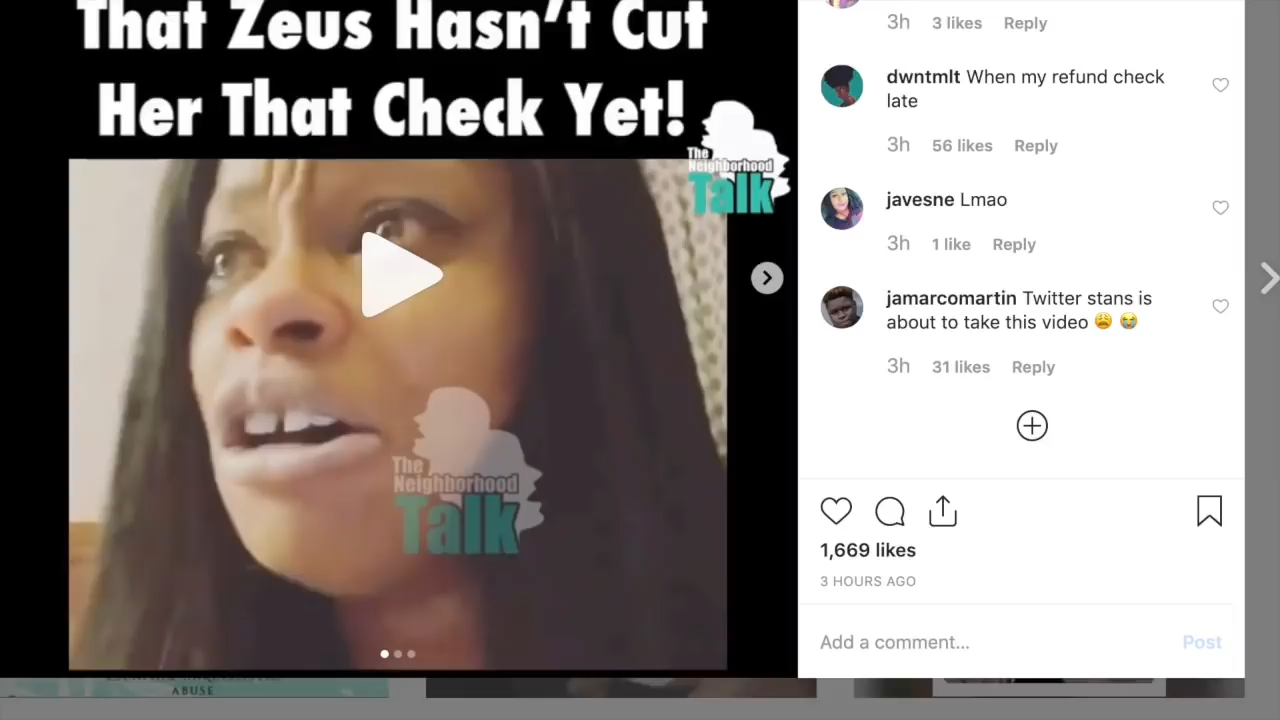 That Zeus Hasn't Cut
Her That Check Yet!
The
Neighborhood
Talk
The
Neighborhood
Talk
ABUSE
3h 3 likes Reply
dwntmlt When my refund check
late
3h 56 likes Reply
javesne Lmao
3h 1 like Reply
jamarcomartin Twitter stans is
about to take this video 😩 😭
3h 31 likes Reply
1,669 likes
3 HOURS AGO
Add a comment...
Post